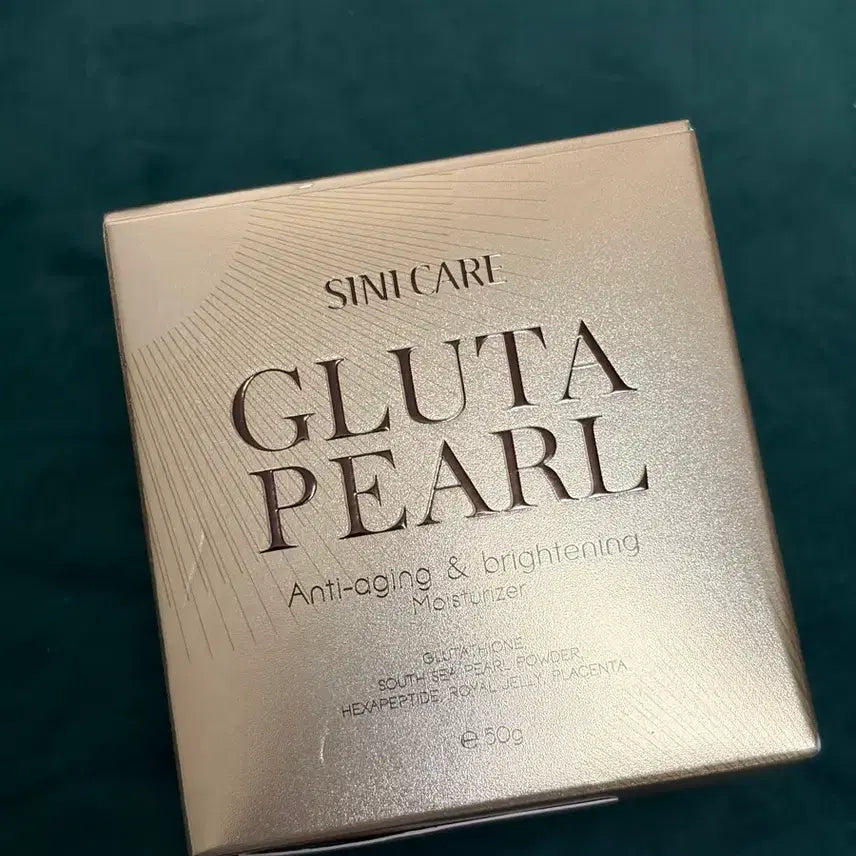 SINI CARE
GLUTA
PEARL
Anti-aging & brightening
Moisturizer
GLUTATHIONE,
SOUTH SEA PEARL POWDER,
HEXAPEPTIDE, ROYAL JELLY, PLACENTA
℮ 50g